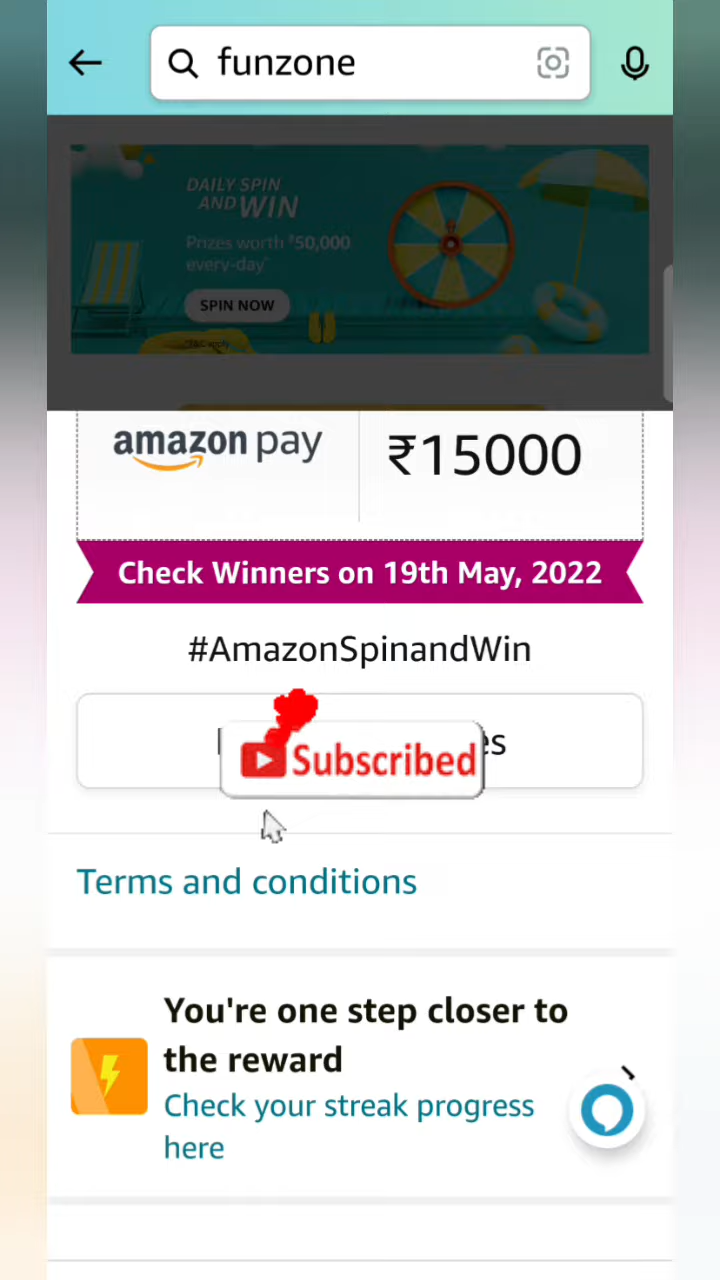 funzone
DAILY SPIN
AND WIN
Prizes worth ₹50,000
every-day*
SPIN NOW
*T&C apply
amazon pay
₹15000
Check Winners on 19th May, 2022
#AmazonSpinandWin
Subscribed
Terms and conditions
You're one step closer to
the reward
Check your streak progress
here